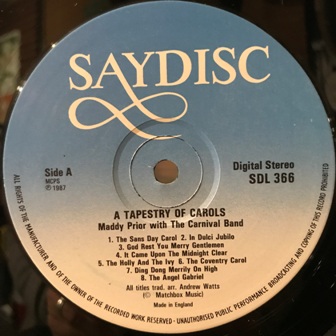 SAYDISC
Side A
MCPS
Ⓟ 1987
Digital Stereo
SDL 366
A TAPESTRY OF CAROLS
Maddy Prior with The Carnival Band
1. The Sans Day Carol 2. In Dulci Jubilo
3. God Rest You Merry Gentlemen
4. It Came Upon The Midnight Clear
5. The Holly And The Ivy 6. The Coventry Carol
7. Ding Dong Merrily On High
8. The Angel Gabriel
All titles trad. arr. Andrew Watts
(© Matchbox Music)
Made in England
ALL RIGHTS OF THE MANUFACTURER AND OF THE OWNER OF THE RECORDED WORK RESERVED - UNAUTHORISED PUBLIC PERFORMANCE BROADCASTING AND COPYING OF THIS RECORD PROHIBITED